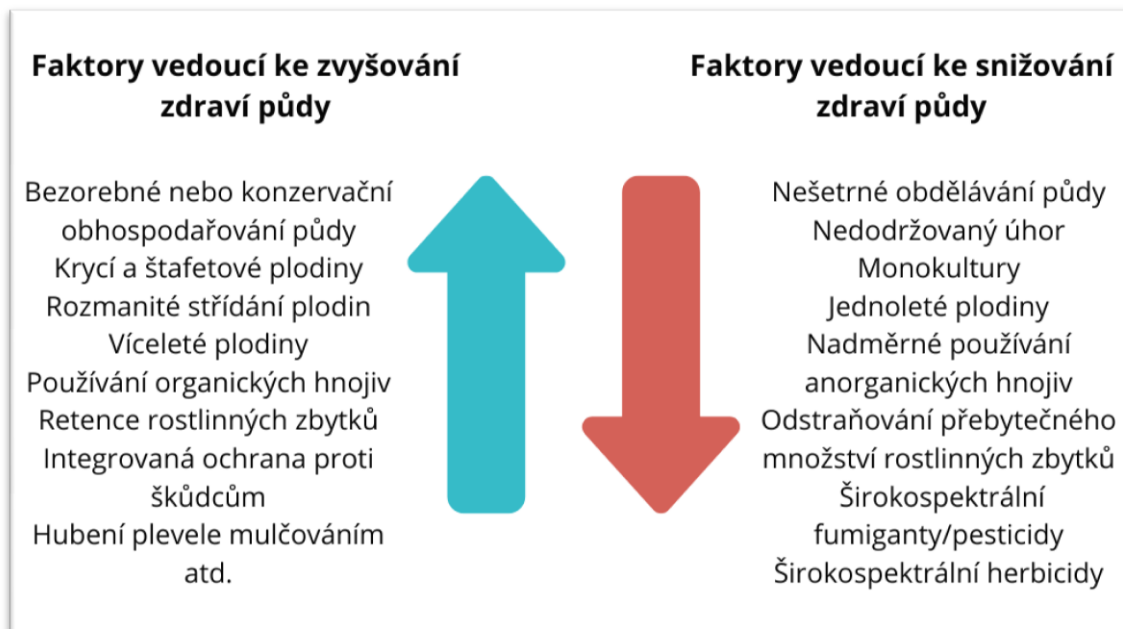 Faktory vedoucí ke zvyšování
zdraví půdy
Bezorebné nebo konzervační
obhospodařování půdy
Krycí a štafetové plodiny
Rozmanité střídání plodin
Víceleté plodiny
Používání organických hnojiv
Retence rostlinných zbytků
Integrovaná ochrana proti
škůdcům
Hubení plevele mulčováním
atd.
Faktory vedoucí ke snižování
zdraví půdy
Nešetrné obdělávání půdy
Nedodržovaný úhor
Monokultury
Jednoleté plodiny
Nadměrné používání
anorganických hnojiv
Odstraňování přebytečného
množství rostlinných zbytků
Širokospektrální
fumiganty/pesticidy
Širokospektrální herbicidy